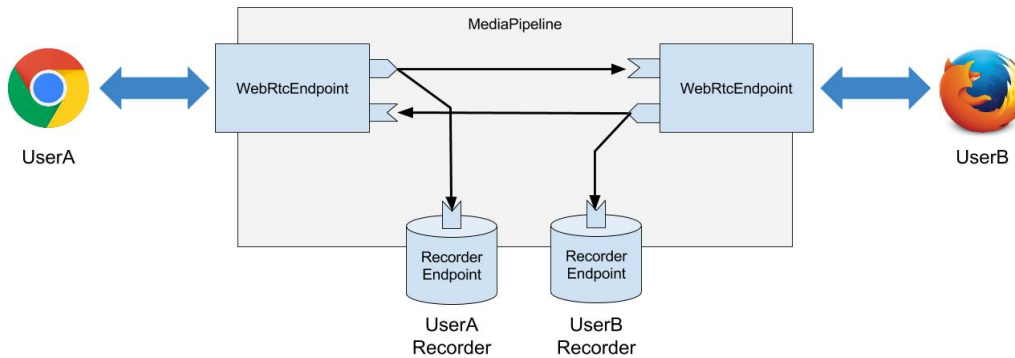 MediaPipeline
WebRtcEndpoint
WebRtcEndpoint
UserA
UserB
Recorder
Endpoint
Recorder
Endpoint
UserA
Recorder
UserB
Recorder